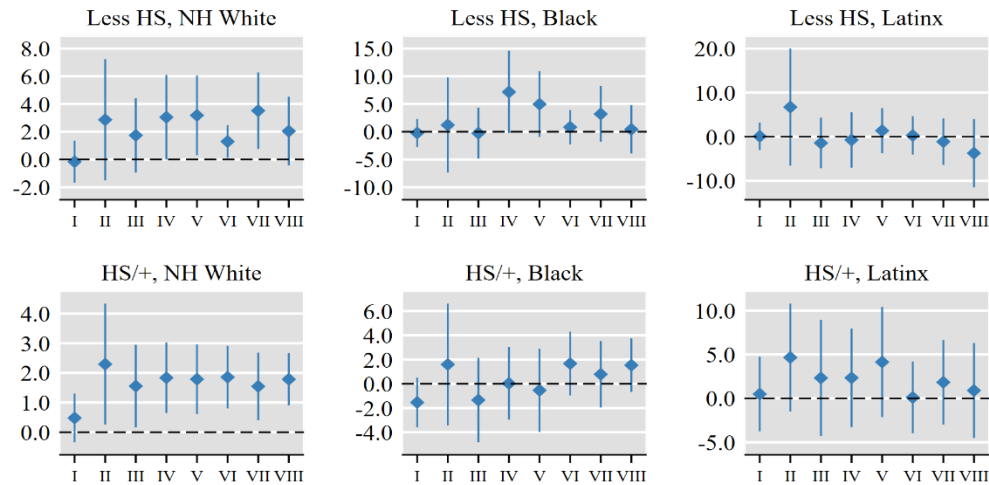 Less HS, NH White
8.0
6.0
4.0
2.0
0.0
-2.0
I II III IV V VI VII VIII
Less HS, Black
15.0
10.0
5.0
0.0
-5.0
-10.0
I II III IV V VI VII VIII
Less HS, Latinx
20.0
10.0
0.0
-10.0
I II III IV V VI VII VIII
HS/+, NH White
4.0
3.0
2.0
1.0
0.0
I II III IV V VI VII VIII
HS/+, Black
6.0
4.0
2.0
0.0
-2.0
-4.0
I II III IV V VI VII VIII
HS/+, Latinx
10.0
5.0
0.0
-5.0
I II III IV V VI VII VIII